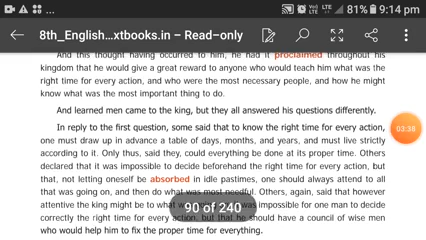 81% 9:14 pm
8th_English...xtbooks.in – Read-only
And this thought having occurred to him, he had it proclaimed throughout his
kingdom that he would give a great reward to anyone who would teach him what was the
right time for every action, and who were the most necessary people, and how he might
know what was the most important thing to do.
And learned men came to the king, but they all answered his questions differently.
03:38
In reply to the first question, some said that to know the right time for every action,
one must draw up in advance a table of days, months, and years, and must live strictly
according to it. Only thus, said they, could everything be done at its proper time. Others
declared that it was impossible to decide beforehand the right time for every action, but
that, not letting oneself be absorbed in idle pastimes, one should always attend to all
that was going on, and then do what was most needful. Others, again, said that however
attentive the king might be to what was impossible for one man to decide
90 of 240
correctly the right time for every action, but that he should have a council of wise men
who would help him to fix the proper time for everything.